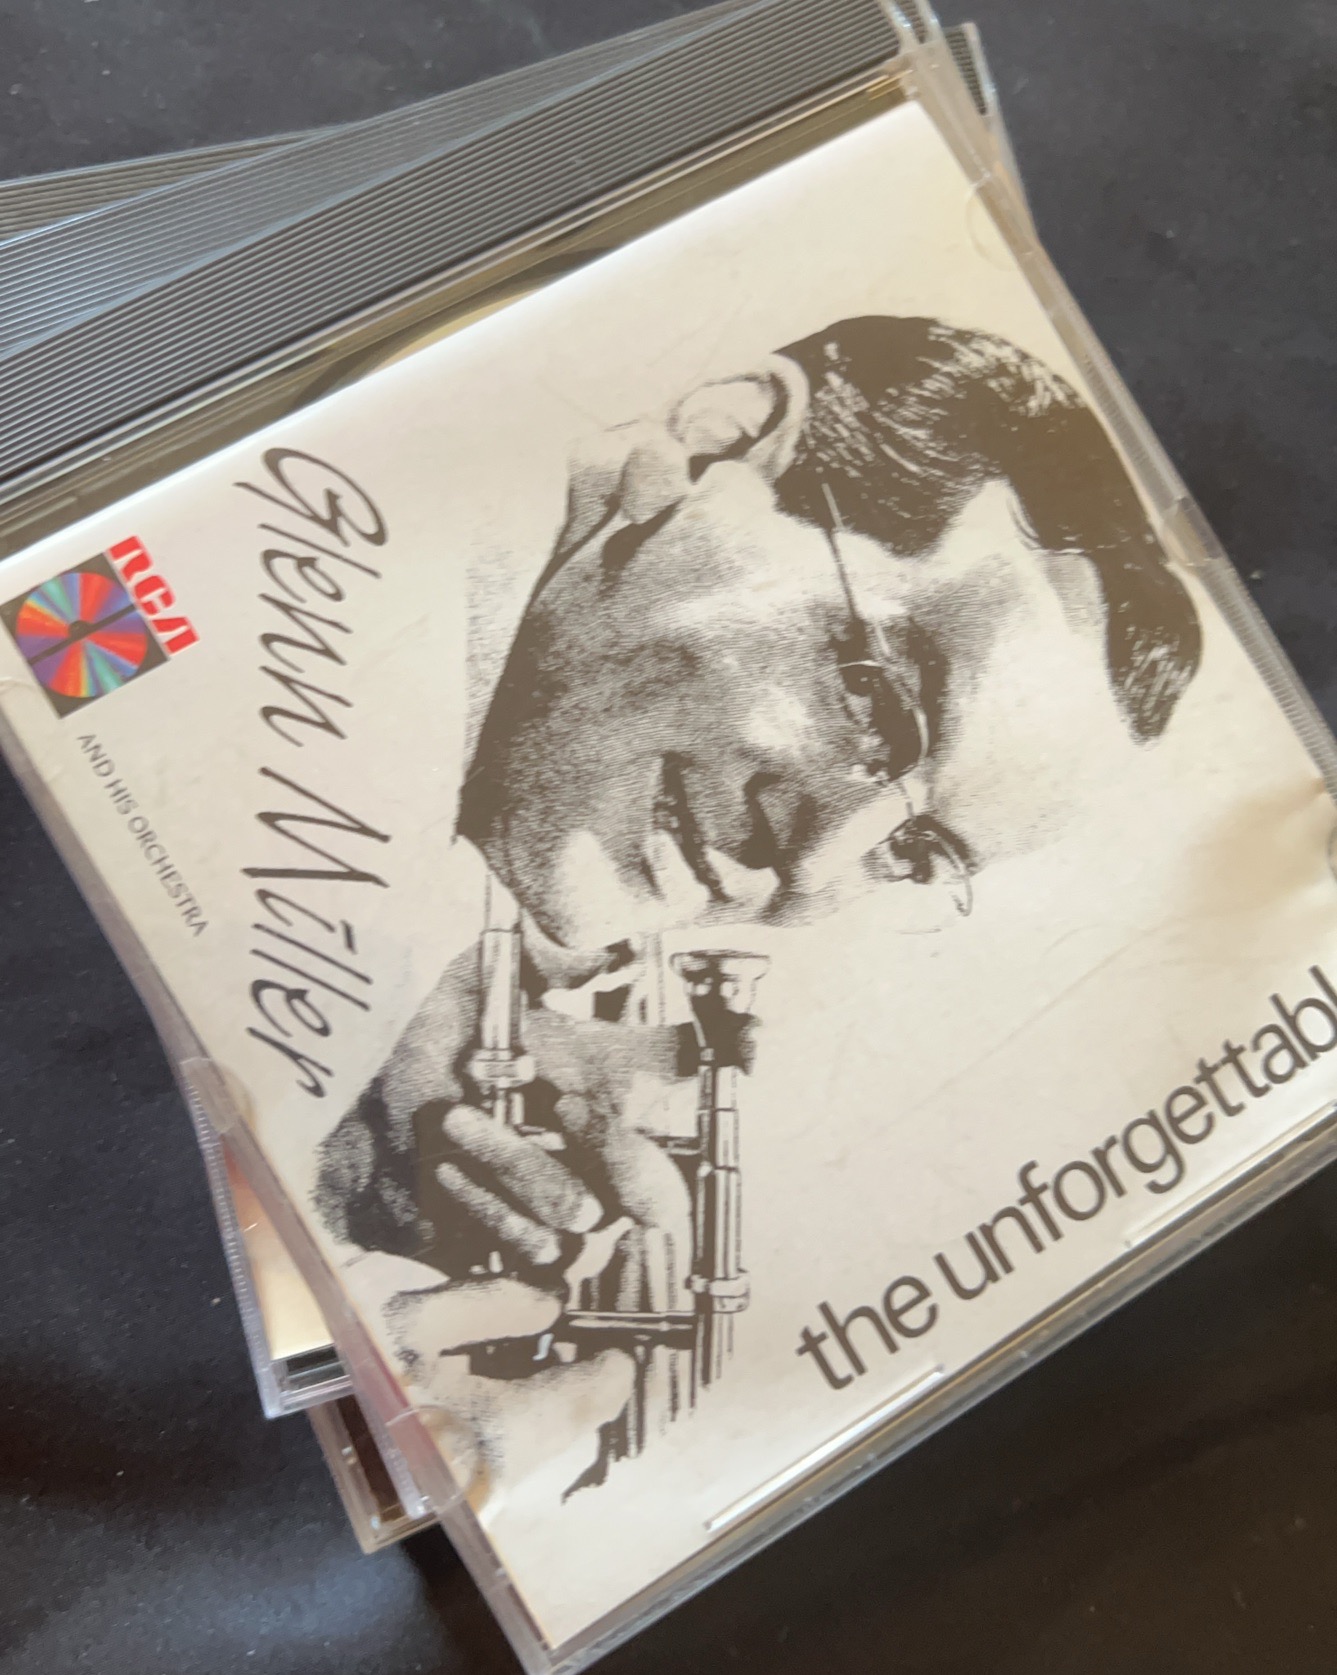 the unforgettabl
Glenn Miller
AND HIS ORCHESTRA
RCA